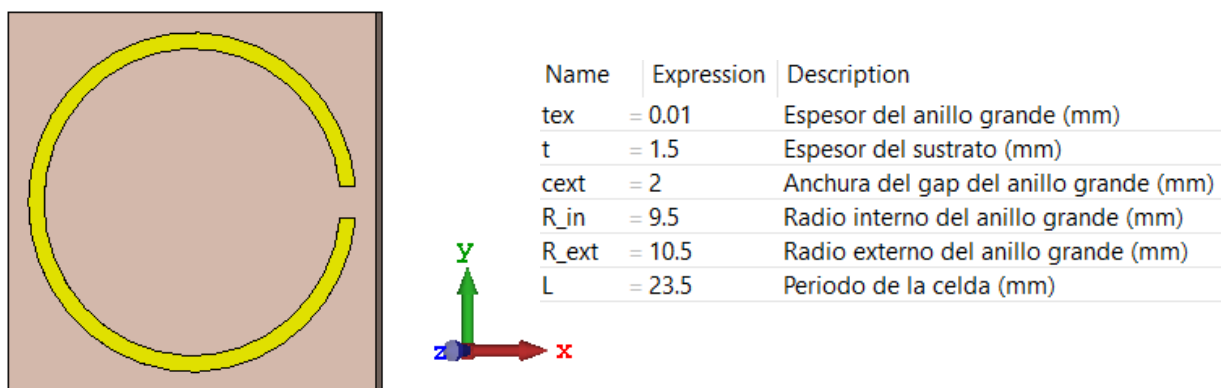 Name Expression Description
tex = 0.01 Espesor del anillo grande (mm)
t = 1.5 Espesor del sustrato (mm)
cext = 2 Anchura del gap del anillo grande (mm)
R_in = 9.5 Radio interno del anillo grande (mm)
R_ext = 10.5 Radio externo del anillo grande (mm)
L = 23.5 Periodo de la celda (mm)
y
z x